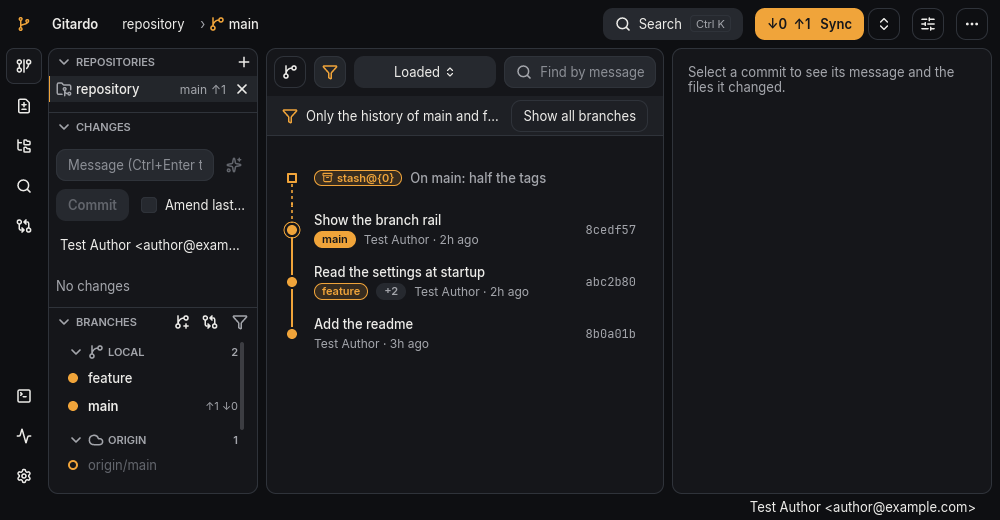 Gitardo repository › main Search Ctrl K ↓0 ↑1 Sync
REPOSITORIES
repository main ↑1
CHANGES
Message (Ctrl+Enter t
Commit Amend last...
Test Author <author@exam...
No changes
BRANCHES
LOCAL 2
feature
main ↑1 ↓0
ORIGIN 1
origin/main
Loaded Find by message
Only the history of main and f... Show all branches
stash@{0} On main: half the tags
Show the branch rail
main Test Author · 2h ago 8cedf57
Read the settings at startup
feature +2 Test Author · 2h ago abc2b80
Add the readme
Test Author · 3h ago 8b0a01b
Select a commit to see its message and the
files it changed.
Test Author <author@example.com>